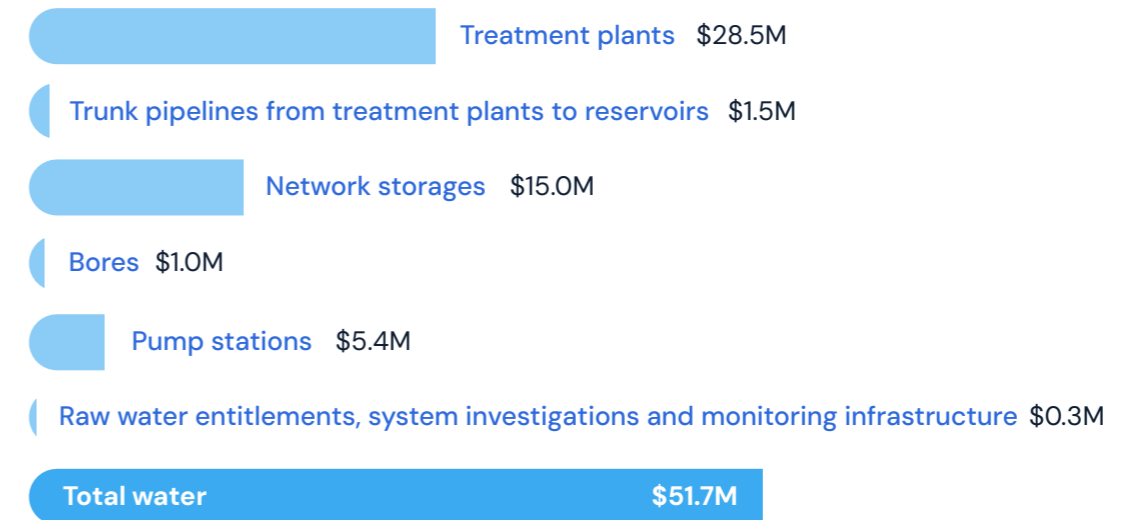 Treatment plants $28.5M
Trunk pipelines from treatment plants to reservoirs $1.5M
Network storages $15.0M
Bores $1.0M
Pump stations $5.4M
Raw water entitlements, system investigations and monitoring infrastructure $0.3M
Total water $51.7M